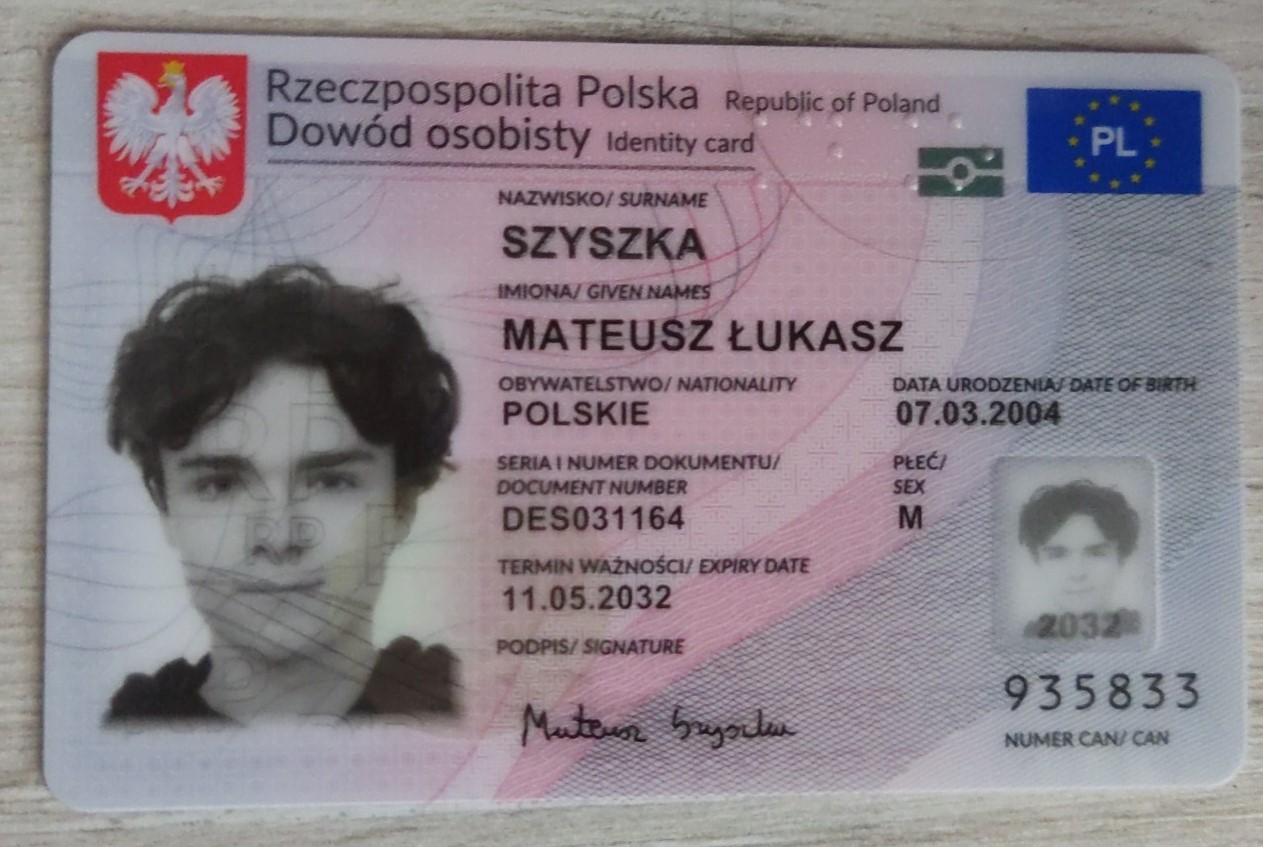 Rzeczpospolita Polska Republic of Poland
Dowód osobisty Identity card
PL
NAZWISKO/ SURNAME
SZYSZKA
IMIONA/ GIVEN NAMES
MATEUSZ ŁUKASZ
OBYWATELSTWO/ NATIONALITY
POLSKIE
DATA URODZENIA/ DATE OF BIRTH
07.03.2004
SERIA I NUMER DOKUMENTU/
DOCUMENT NUMBER
DES031164
PŁEĆ/
SEX
M
TERMIN WAŻNOŚCI/ EXPIRY DATE
11.05.2032
PODPIS/ SIGNATURE
Mateusz Szyszka
2032
935833
NUMER CAN/ CAN